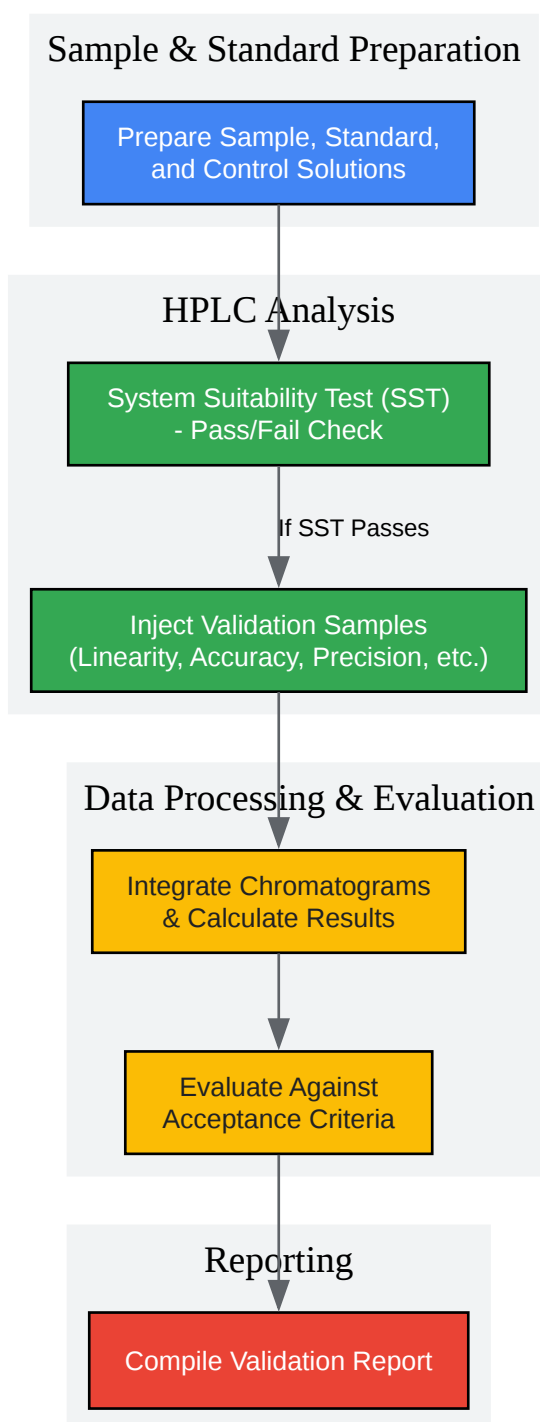 Sample & Standard Preparation
Prepare Sample, Standard,
and Control Solutions
HPLC Analysis
System Suitability Test (SST)
- Pass/Fail Check
If SST Passes
Inject Validation Samples
(Linearity, Accuracy, Precision, etc.)
Data Processing & Evaluation
Integrate Chromatograms
& Calculate Results
Evaluate Against
Acceptance Criteria
Reporting
Compile Validation Report